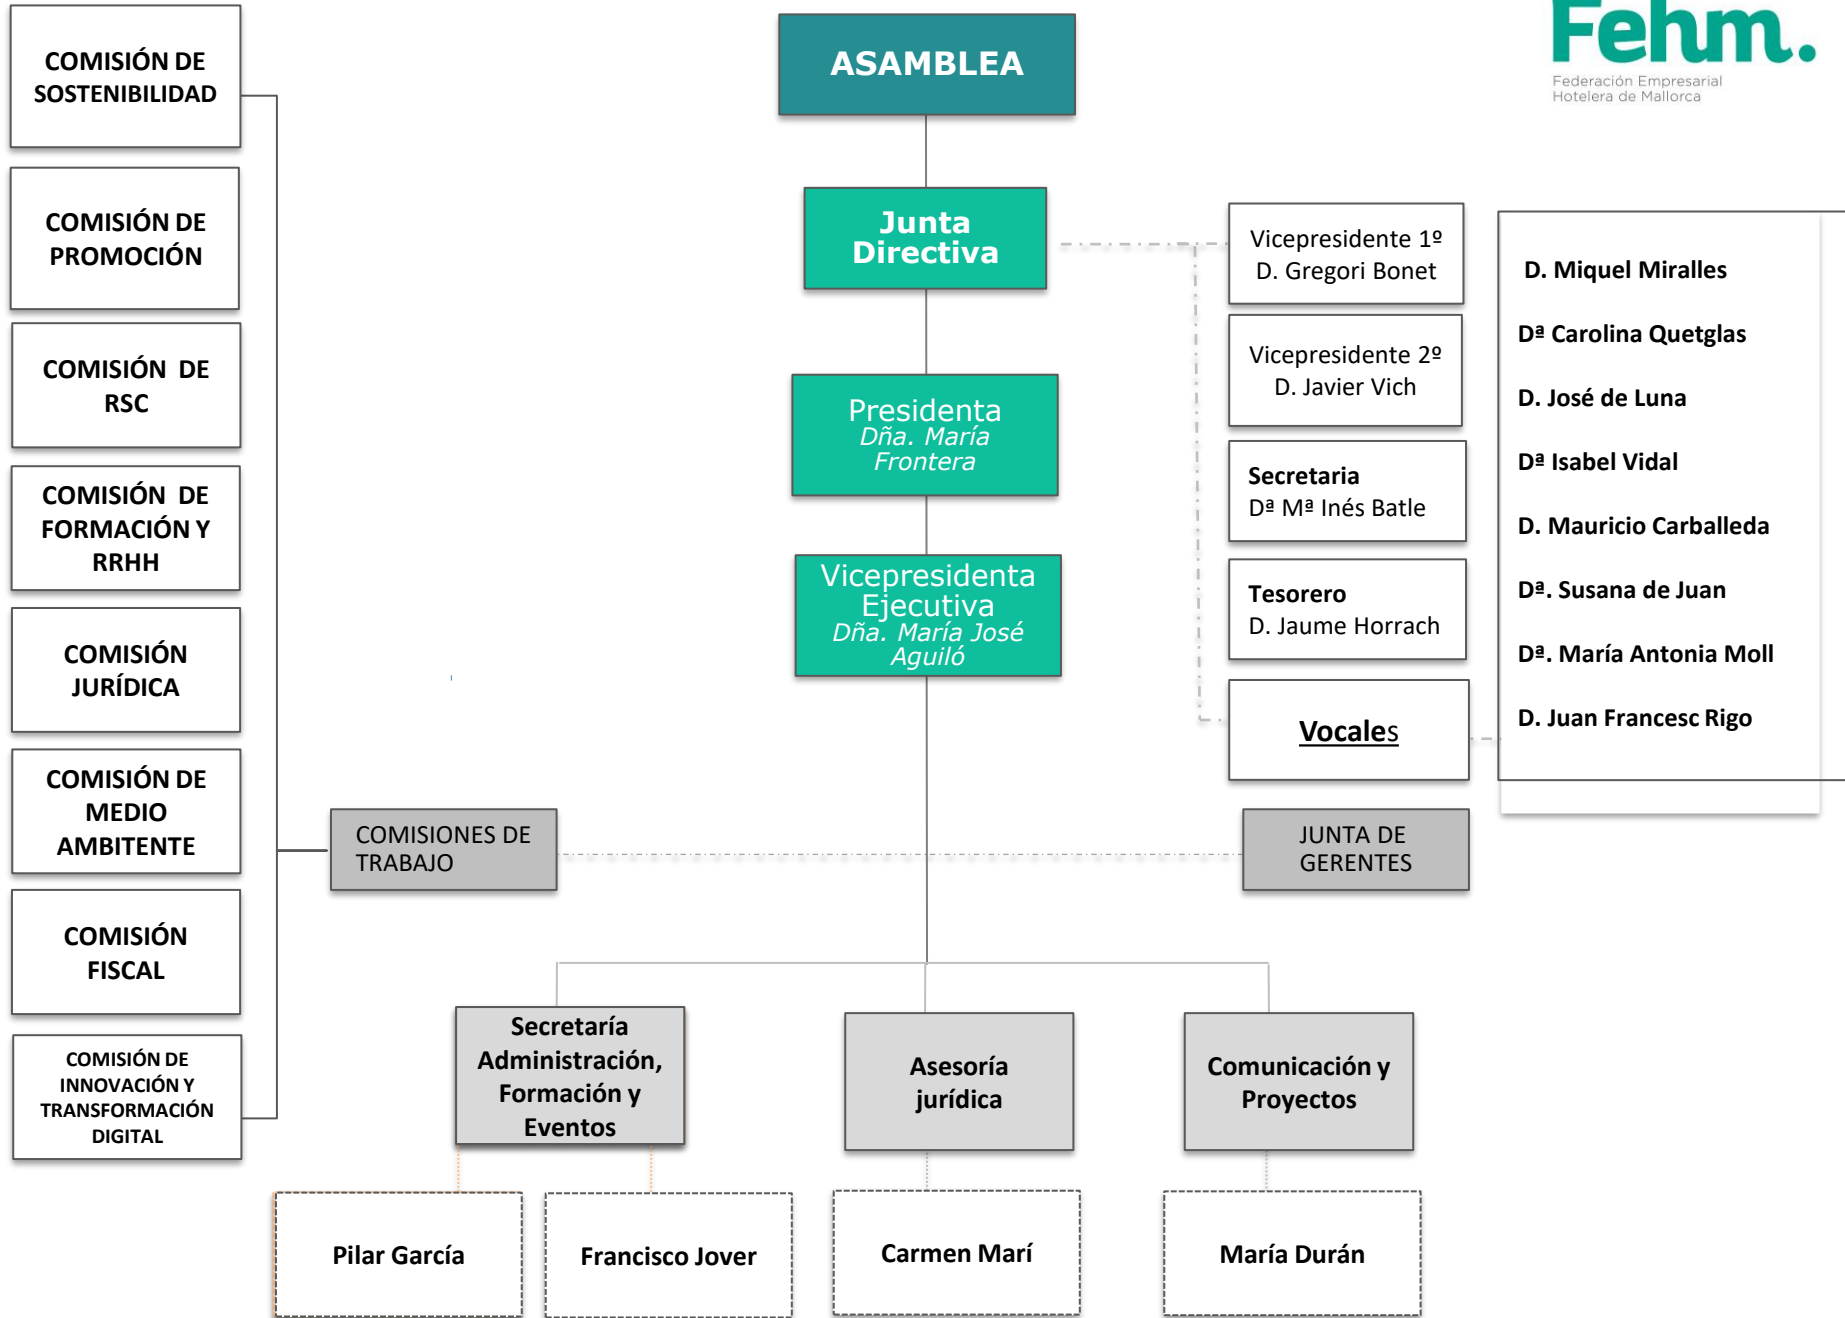 Fehm.
Federación Empresarial
Hotelera de Mallorca
ASAMBLEA
Junta
Directiva
Presidenta
Dña. María
Frontera
Vicepresidenta
Ejecutiva
Dña. María José
Aguiló
Vicepresidente 1º
D. Gregori Bonet
Vicepresidente 2º
D. Javier Vich
Secretaria
Dª Mª Inés Batle
Tesorero
D. Jaume Horrach
Vocales
D. Miquel Miralles
Dª Carolina Quetglas
D. José de Luna
Dª Isabel Vidal
D. Mauricio Carballeda
Dª. Susana de Juan
Dª. María Antonia Moll
D. Juan Francesc Rigo
COMISIÓN DE
SOSTENIBILIDAD
COMISIÓN DE
PROMOCIÓN
COMISIÓN DE
RSC
COMISIÓN DE
FORMACIÓN Y
RRHH
COMISIÓN
JURÍDICA
COMISIÓN DE
MEDIO
AMBITENTE
COMISIÓN
FISCAL
COMISIÓN DE
INNOVACIÓN Y
TRANSFORMACIÓN
DIGITAL
COMISIONES DE
TRABAJO
JUNTA DE
GERENTES
Secretaría
Administración,
Formación y
Eventos
Asesoría
jurídica
Comunicación y
Proyectos
Pilar García
Francisco Jover
Carmen Marí
María Durán